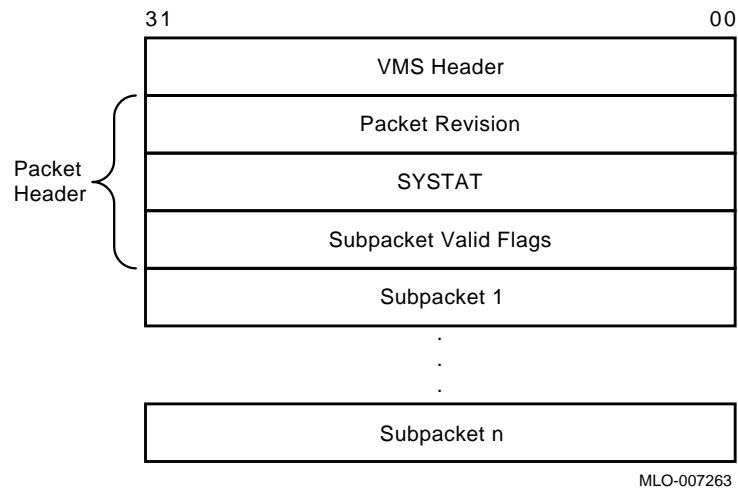 31 00
VMS Header
Packet Revision
Packet
Header
SYSTAT
Subpacket Valid Flags
Subpacket 1
.
.
.
Subpacket n
MLO-007263